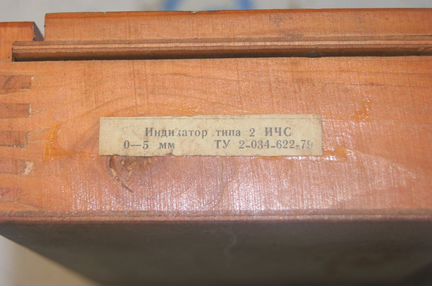 Индикатор типа 2 ИЧС
0—5 мм ТУ 2-034-622-79